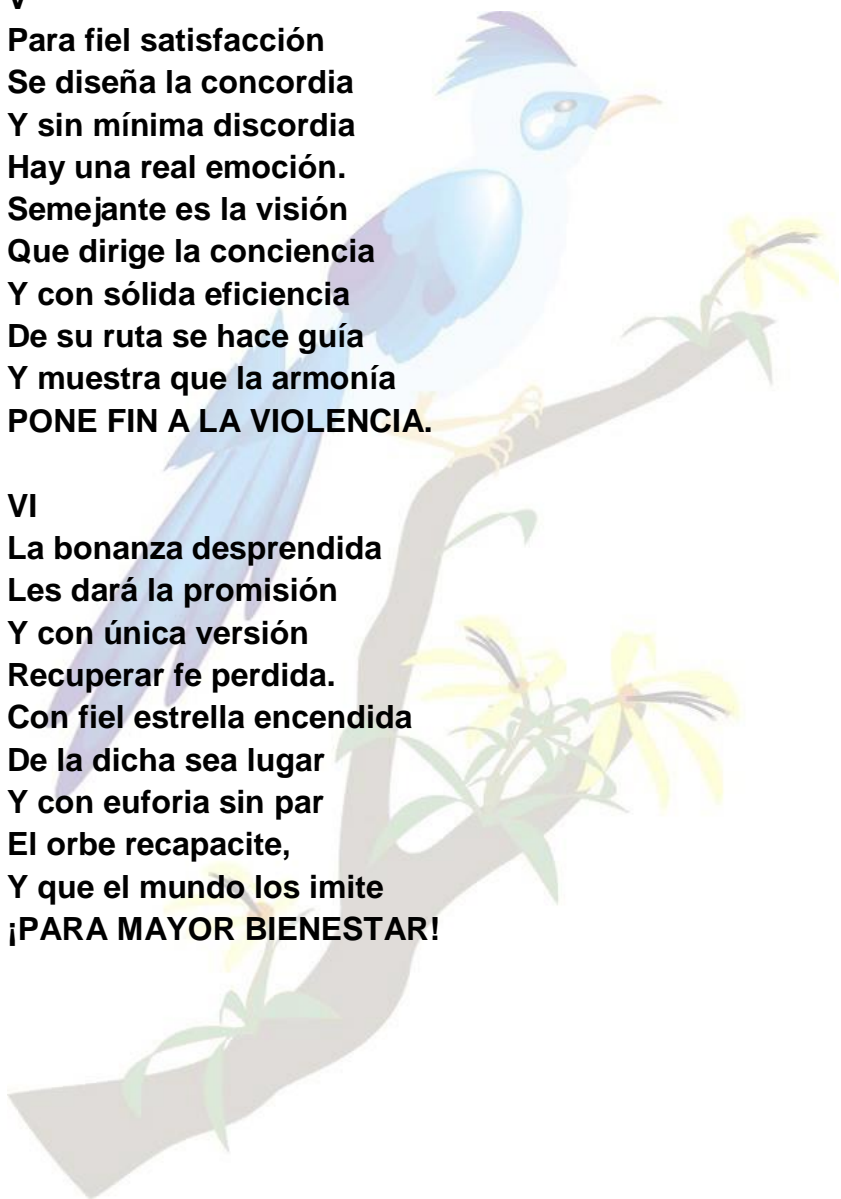 V
Para fiel satisfacción
Se diseña la concordia
Y sin mínima discordia
Hay una real emoción.
Semejante es la visión
Que dirige la conciencia
Y con sólida eficiencia
De su ruta se hace guía
Y muestra que la armonía
PONE FIN A LA VIOLENCIA.

VI
La bonanza desprendida
Les dará la promisión
Y con única versión
Recuperar fe perdida.
Con fiel estrella encendida
De la dicha sea lugar
Y con euforia sin par
El orbe recapacite,
Y que el mundo los imite
¡PARA MAYOR BIENESTAR!